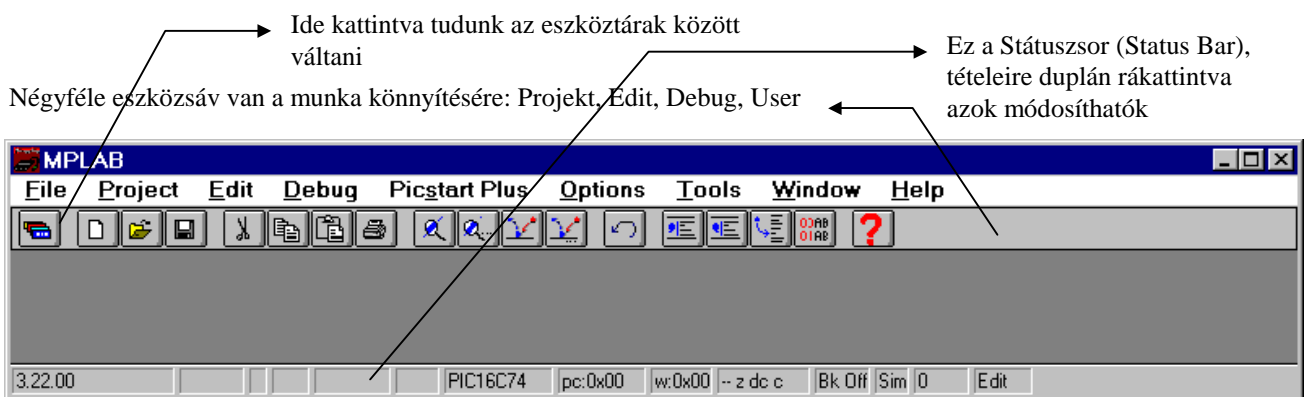 Ide kattintva tudunk az eszköztárak között
váltani
Ez a Státuszsor (Status Bar),
tételeire duplán rákattintva
azok módosíthatók
Négyféle eszközsáv van a munka könnyítésére: Projekt, Edit, Debug, User
MPLAB
File Project Edit Debug Picstart Plus Options Tools Window Help
3.22.00 PIC16C74 pc:0x00 w:0x00 -- z dc c Bk Off Sim 0 Edit